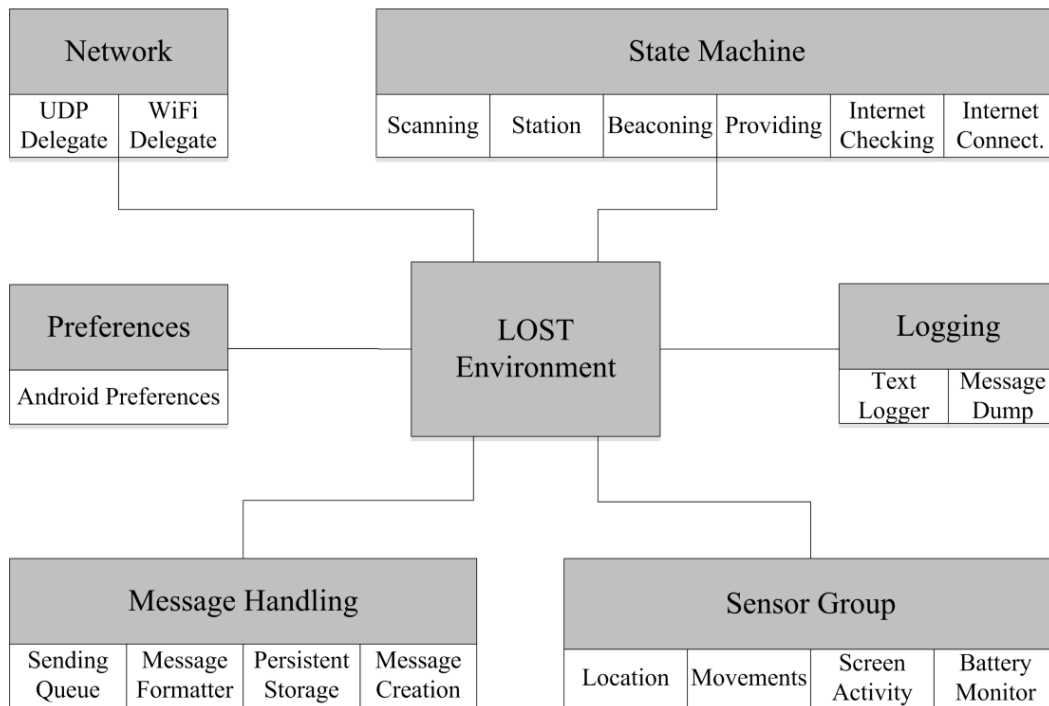 Network
UDP
Delegate
WiFi
Delegate
State Machine
Scanning
Station
Beaconing
Providing
Internet
Checking
Internet
Connect.
Preferences
Android Preferences
LOST
Environment
Logging
Text
Logger
Message
Dump
Message Handling
Sending
Queue
Message
Formatter
Persistent
Storage
Message
Creation
Sensor Group
Location
Movements
Screen
Activity
Battery
Monitor